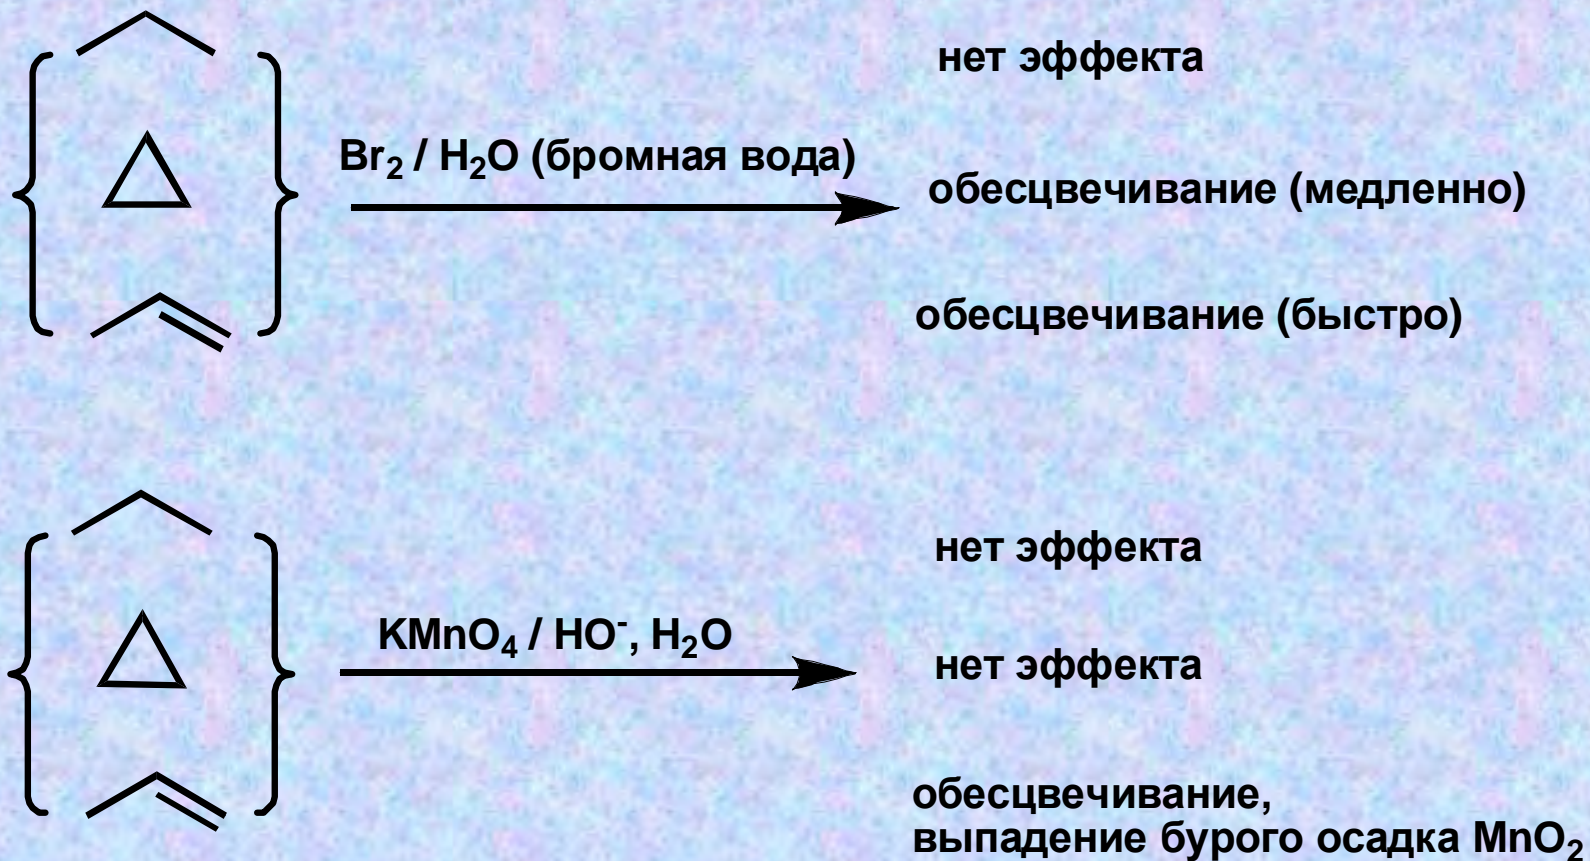 нет эффекта
Br₂ / H₂O (бромная вода)
обесцвечивание (медленно)
обесцвечивание (быстро)
нет эффекта
KMnO₄ / HO⁻, H₂O
нет эффекта
обесцвечивание,
выпадение бурого осадка MnO₂